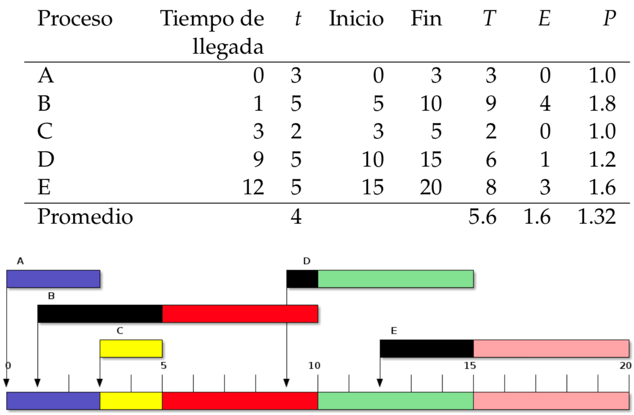 Proceso Tiempo de llegada t Inicio Fin T E P
A 0 3 0 3 3 0 1.0
B 1 5 5 10 9 4 1.8
C 3 2 3 5 2 0 1.0
D 9 5 10 15 6 1 1.2
E 12 5 15 20 8 3 1.6
Promedio 4 5.6 1.6 1.32
A D
B
C E
0 5 10 15 20